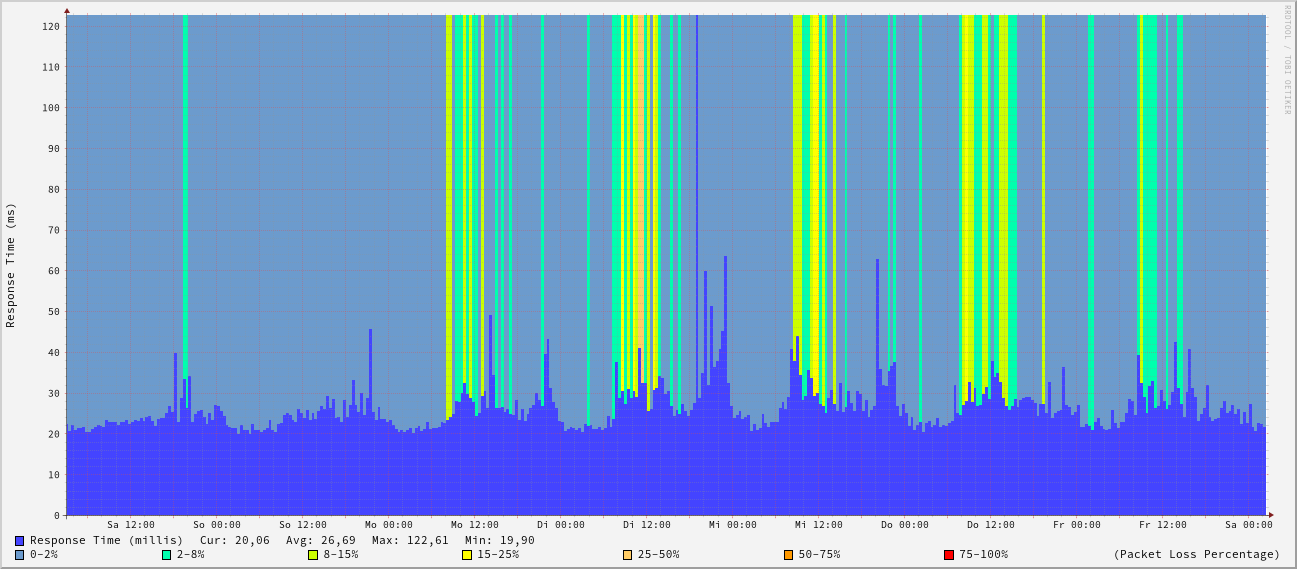 RRDTOOL / TOBI OETIKER
Response Time (ms)
120
110
100
90
80
70
60
50
40
30
20
10
0
Sa 12:00 So 00:00 So 12:00 Mo 00:00 Mo 12:00 Di 00:00 Di 12:00 Mi 00:00 Mi 12:00 Do 00:00 Do 12:00 Fr 00:00 Fr 12:00 Sa 00:00
Response Time (millis) Cur: 20,06 Avg: 26,69 Max: 122,61 Min: 19,90
0-2% 2-8% 8-15% 15-25% 25-50% 50-75% 75-100% (Packet Loss Percentage)